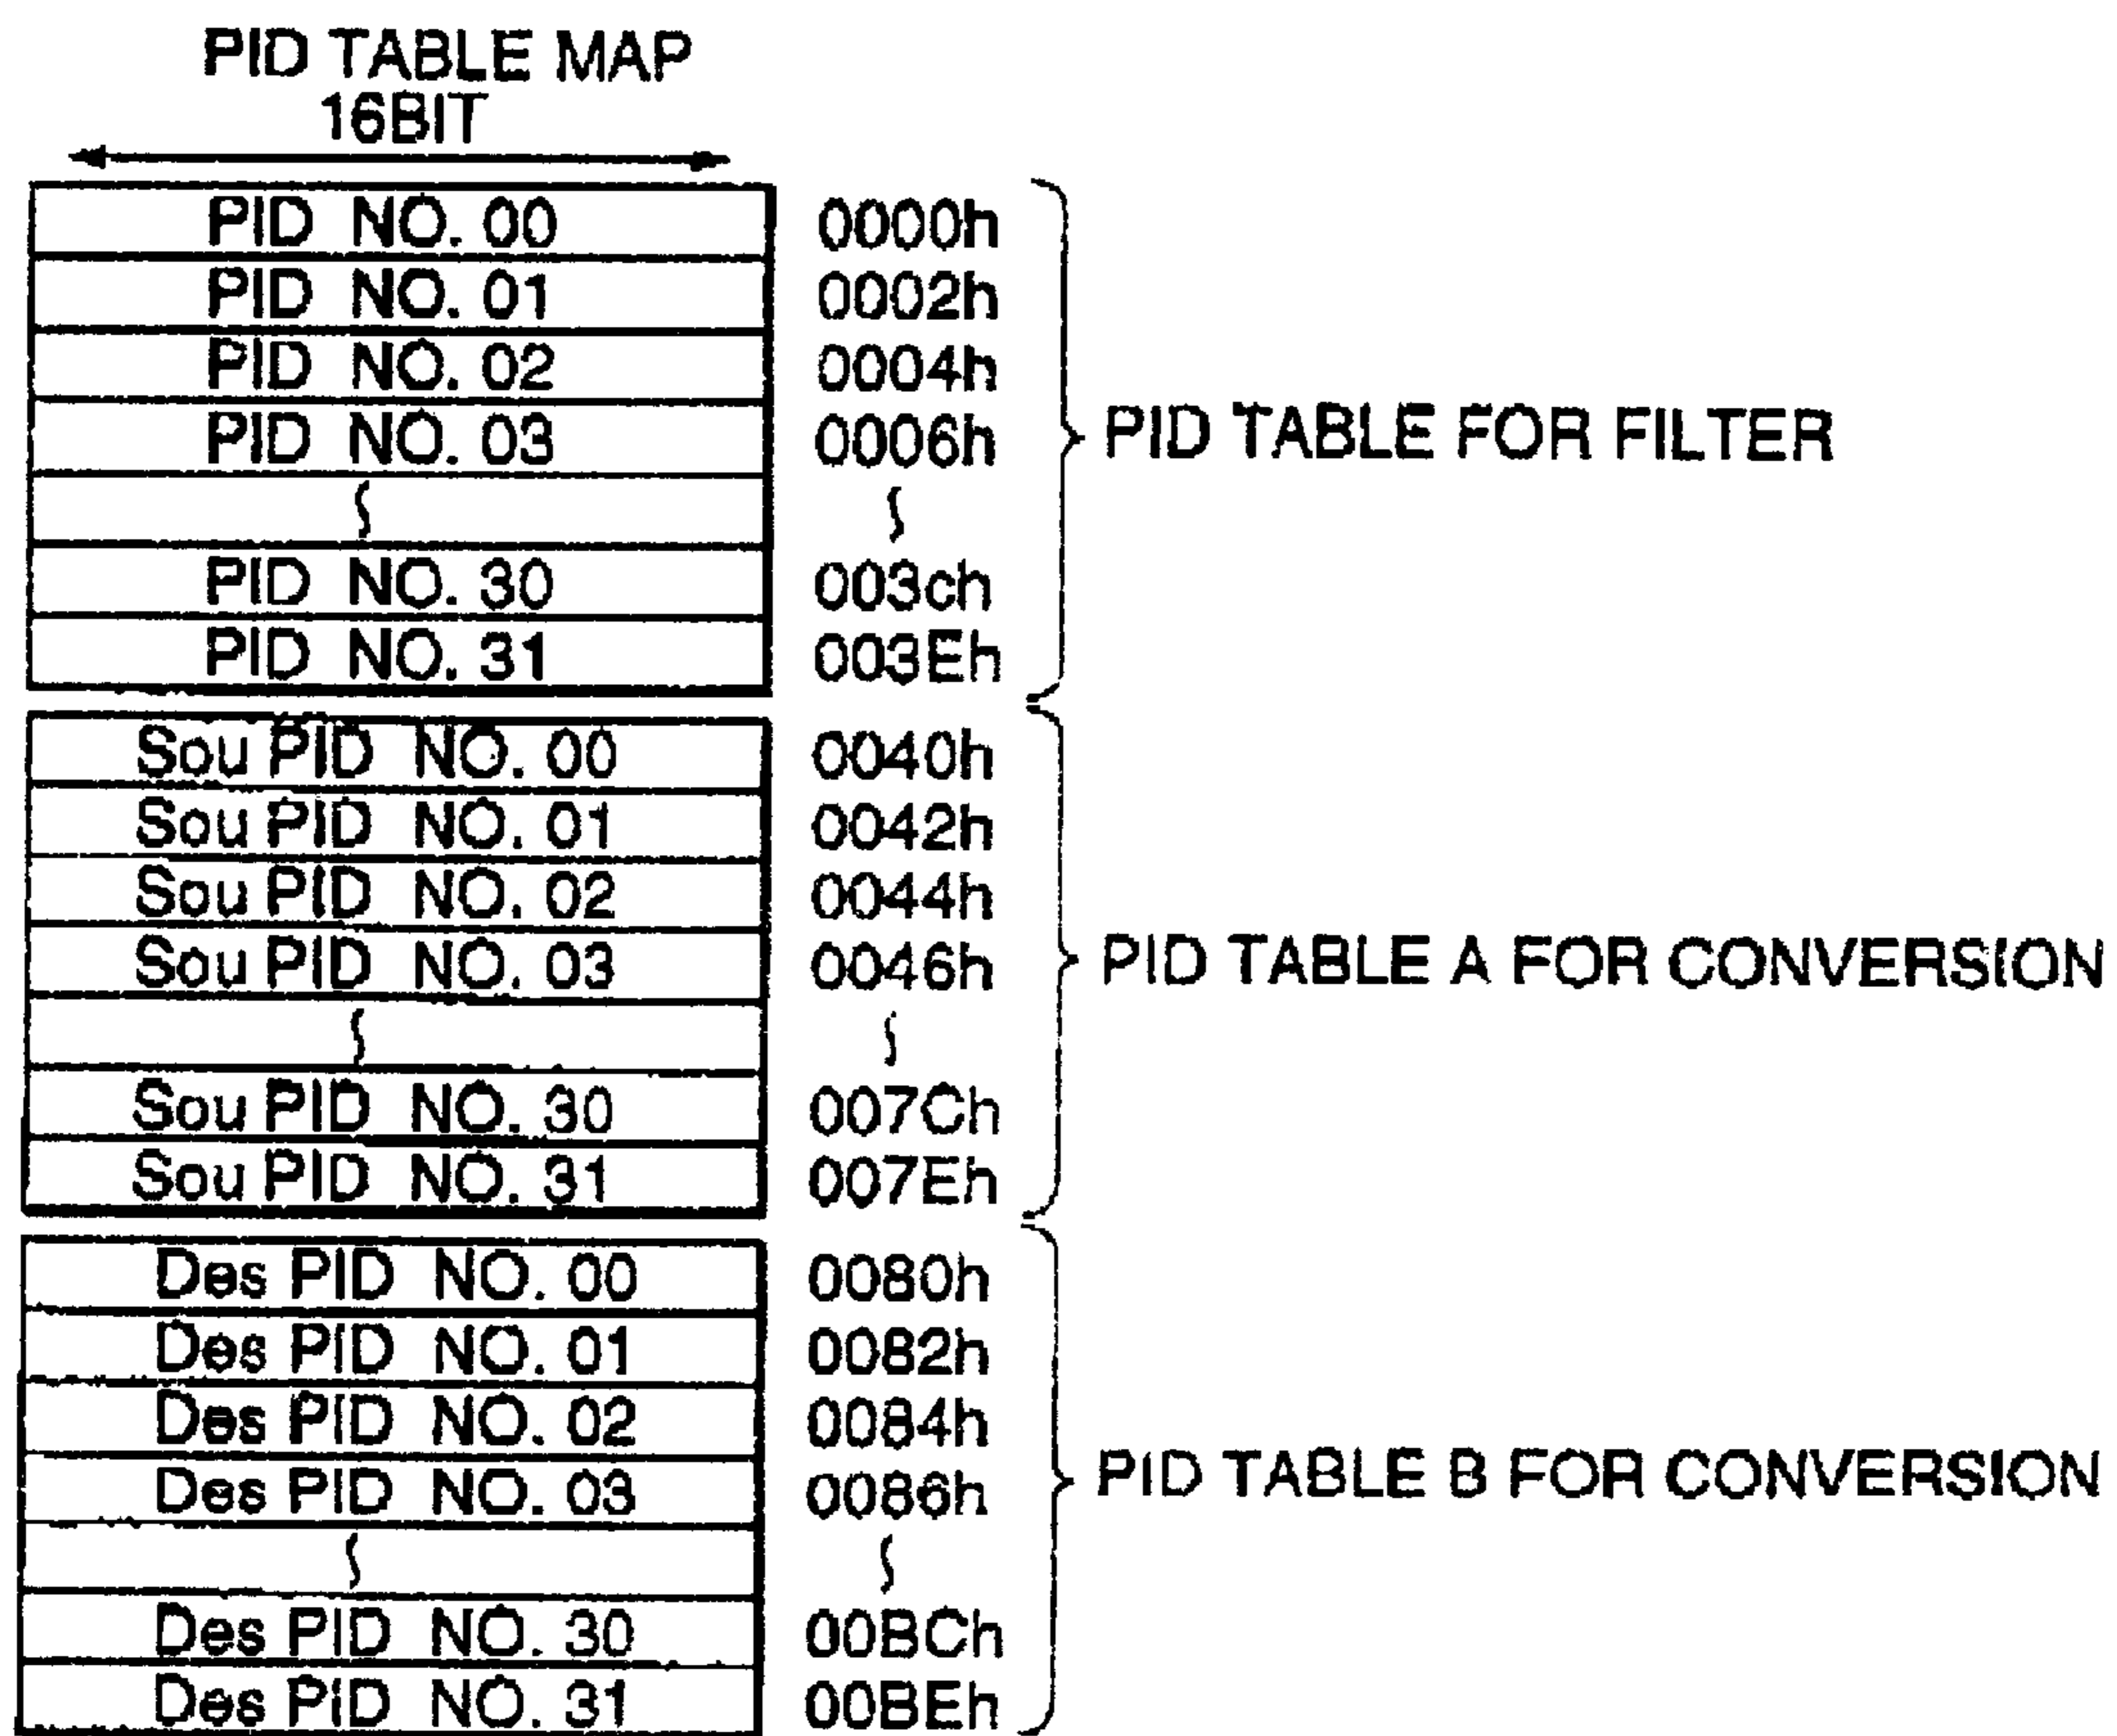 PID TABLE MAP
16BIT
PID NO. 00 0000h
PID NO. 01 0002h
PID NO. 02 0004h
PID NO. 03 0006h
PID TABLE FOR FILTER
PID NO. 30 003ch
PID NO. 31 003Eh
Sou PID NO. 00 0040h
Sou PID NO. 01 0042h
Sou PID NO. 02 0044h
Sou PID NO. 03 0046h
PID TABLE A FOR CONVERSION
Sou PID NO. 30 007Ch
Sou PID NO. 31 007Eh
Des PID NO. 00 0080h
Des PID NO. 01 0082h
Des PID NO. 02 0084h
Des PID NO. 03 0086h
PID TABLE B FOR CONVERSION
Des PID NO. 30 00BCh
Des PID NO. 31 00BEh